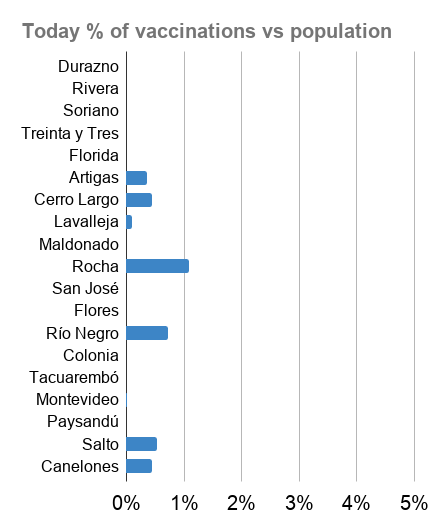 Today % of vaccinations vs population
Durazno
Rivera
Soriano
Treinta y Tres
Florida
Artigas
Cerro Largo
Lavalleja
Maldonado
Rocha
San José
Flores
Río Negro
Colonia
Tacuarembó
Montevideo
Paysandú
Salto
Canelones
0% 1% 2% 3% 4% 5%